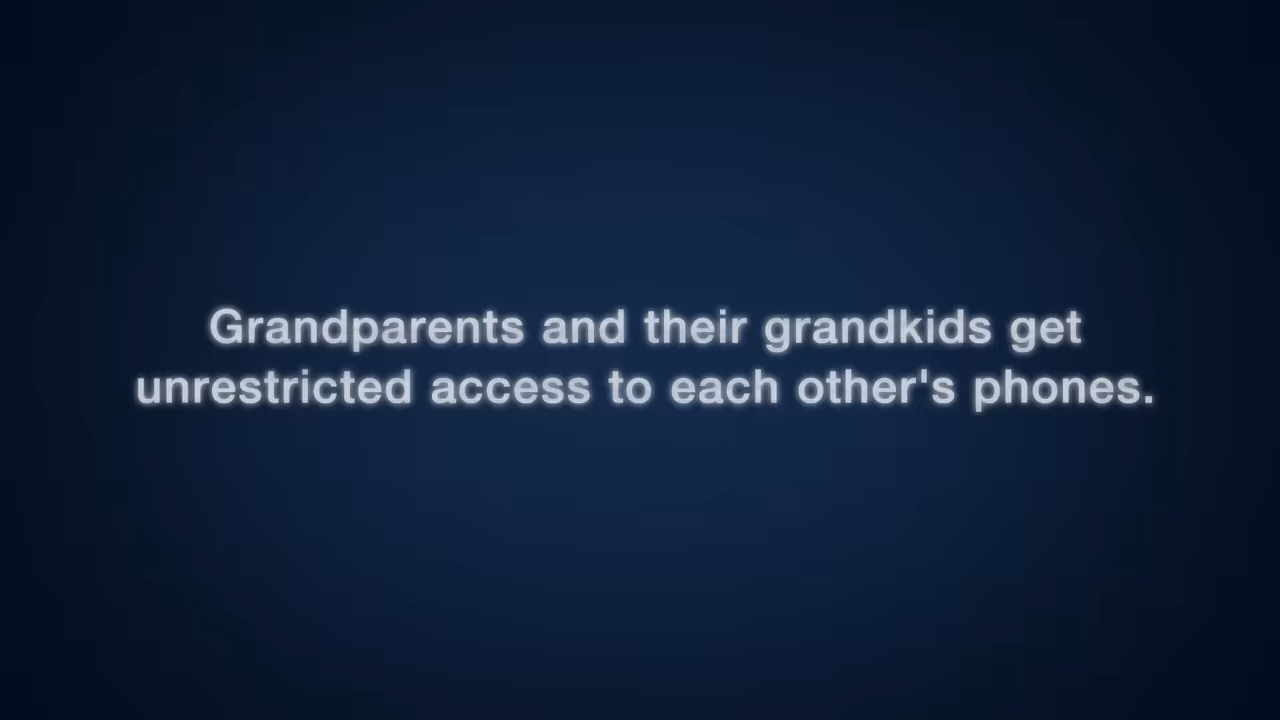 Grandparents and their grandkids get
unrestricted access to each other's phones.